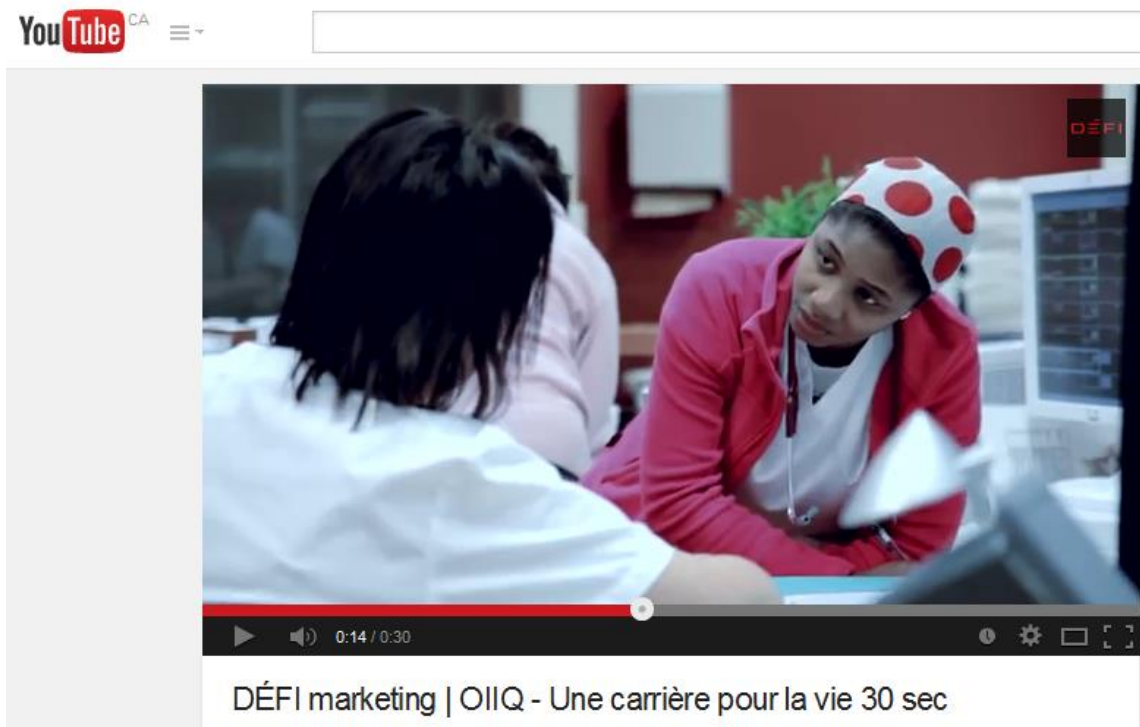 YouTube CA
DÉFI
0:14 / 0:30
DÉFI marketing | OIIQ - Une carrière pour la vie 30 sec